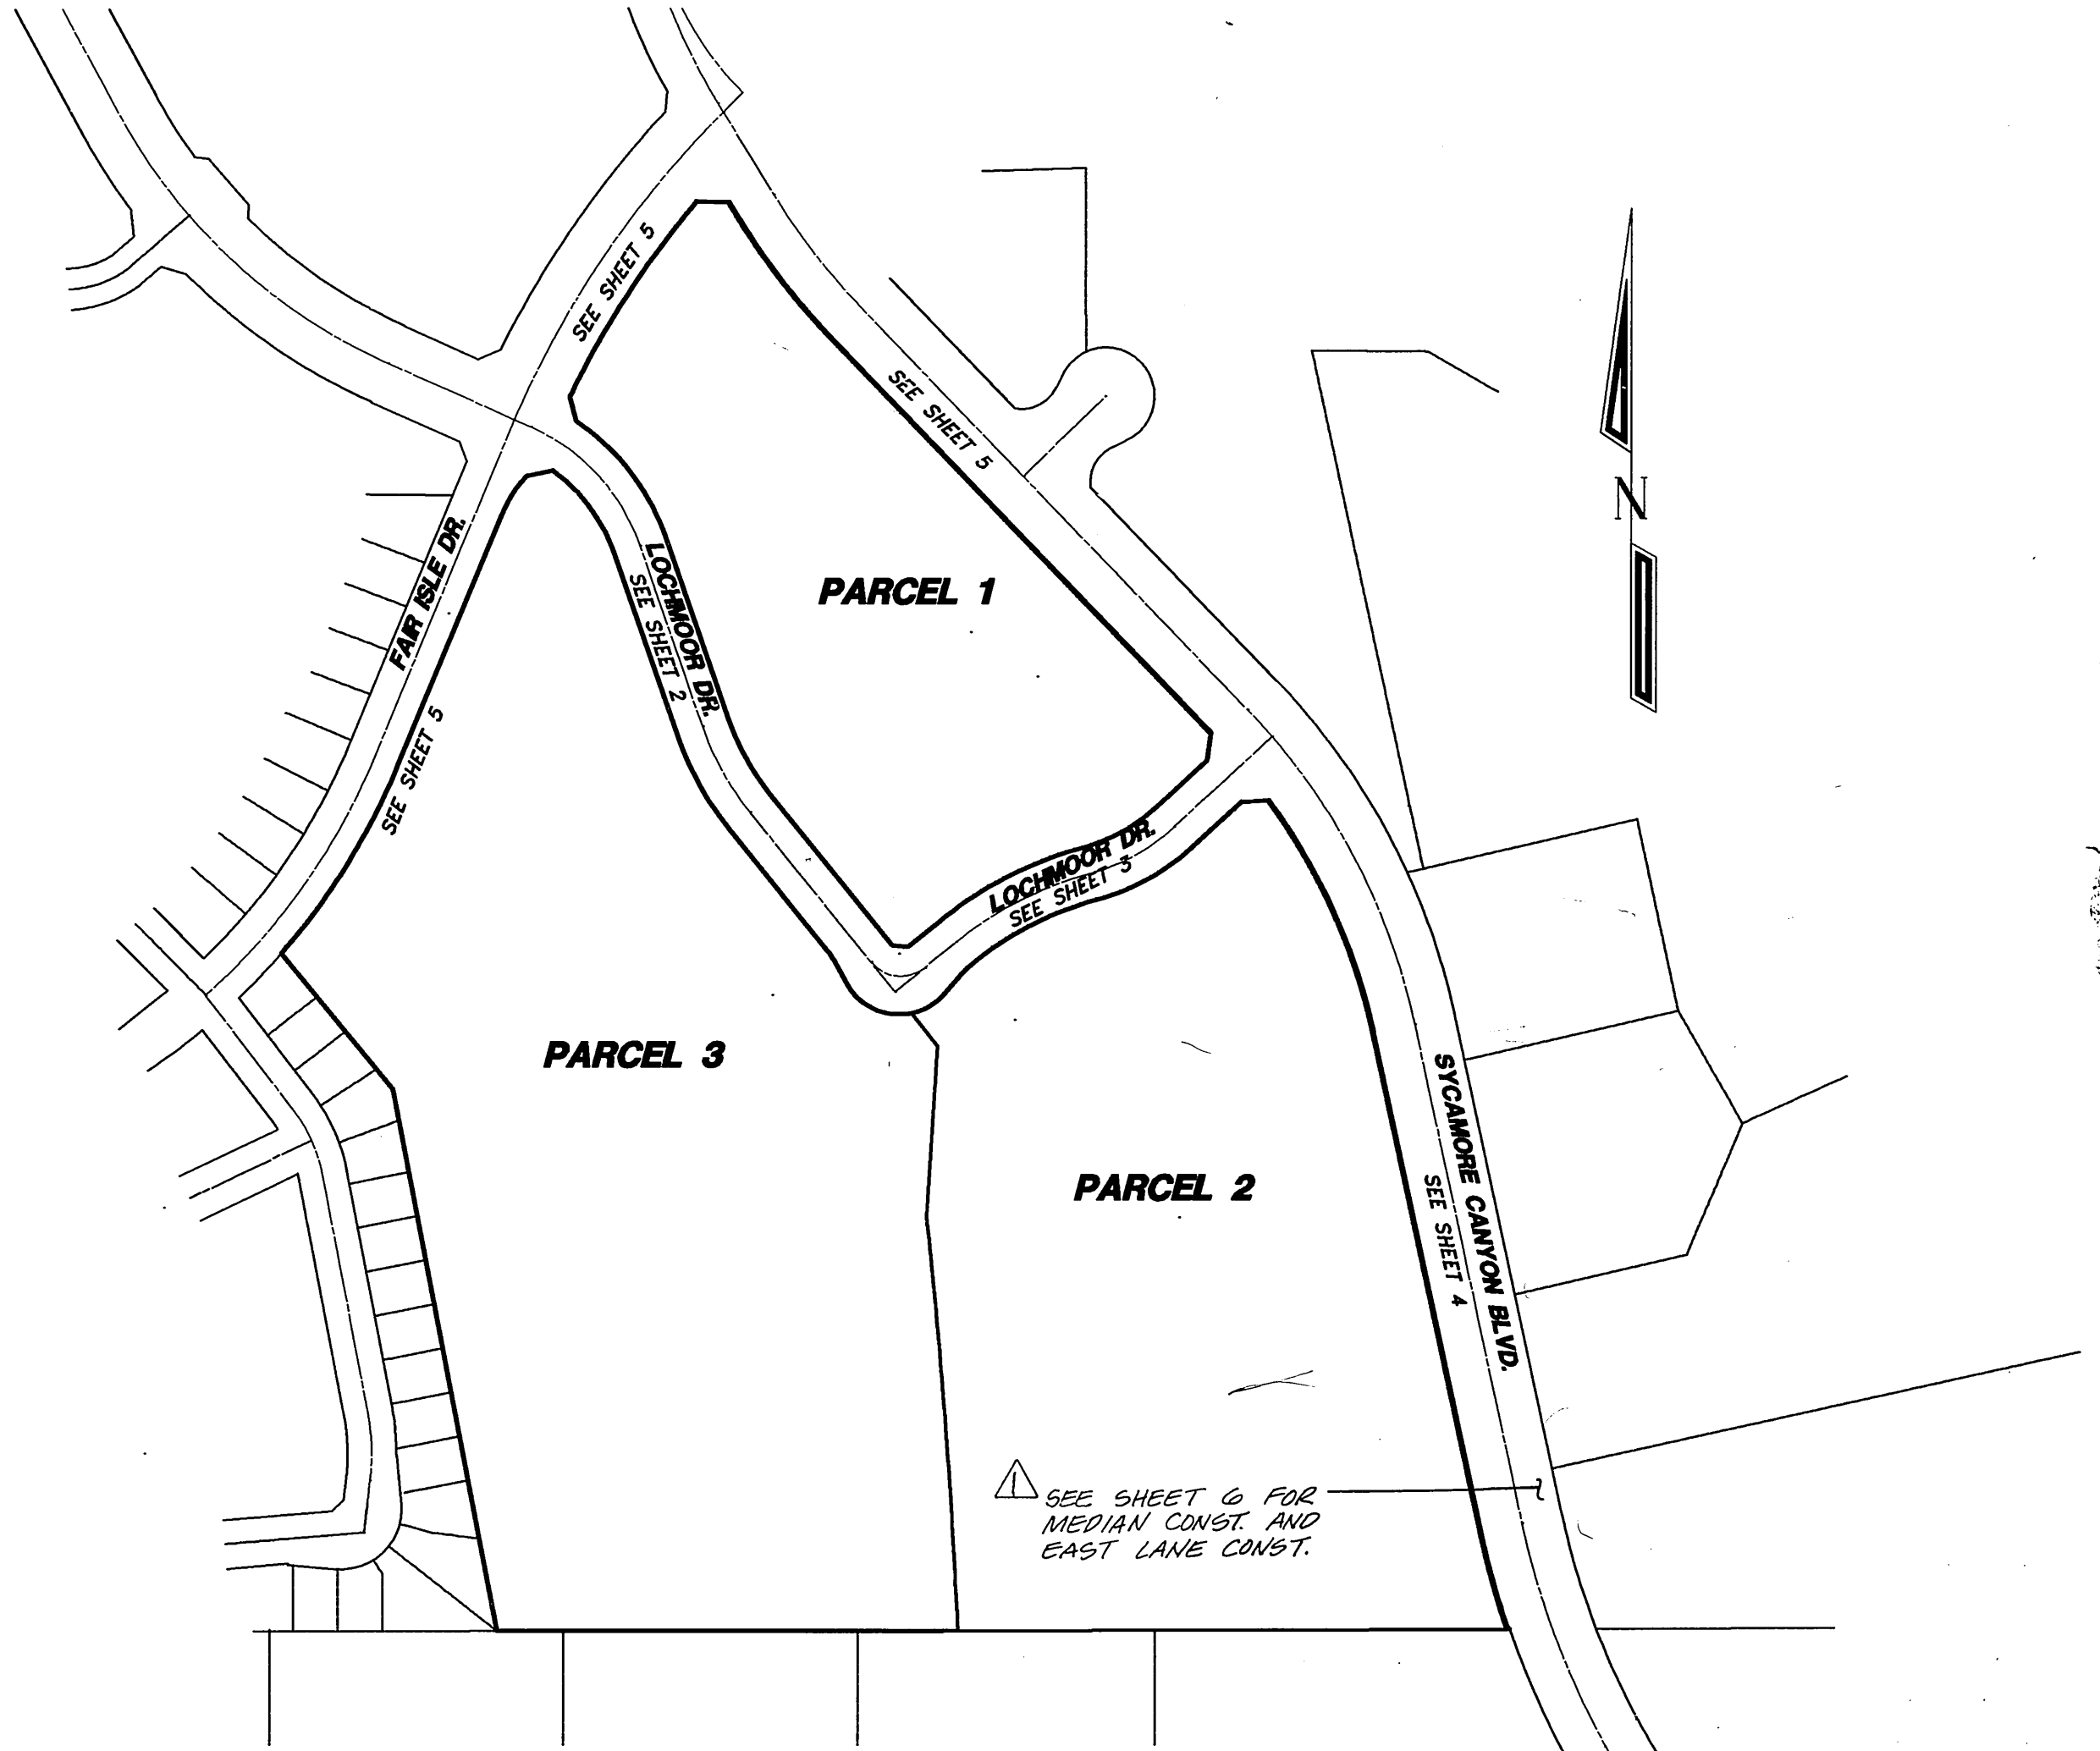 SEE SHEET 5
SEE SHEET 5
N
FAIR ISLE DR.
LOCHMOOR DR.
SEE SHEET 2
PARCEL 1
SEE SHEET 5
LOCHMOOR DR.
SEE SHEET 3
PARCEL 3
PARCEL 2
SYCAMORE CANYON BLVD.
SEE SHEET 4
1
SEE SHEET 6 FOR
MEDIAN CONST. AND
EAST LANE CONST.